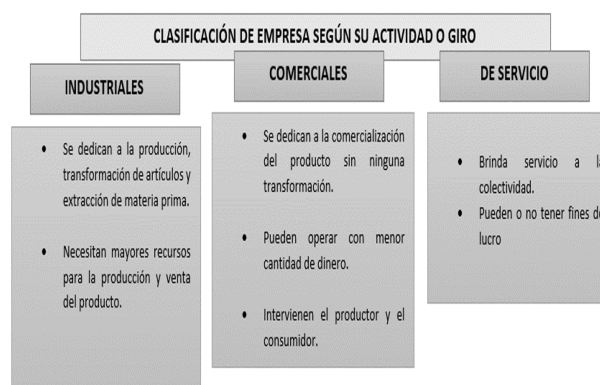 CLASIFICACIÓN DE EMPRESA SEGÚN SU ACTIVIDAD O GIRO
INDUSTRIALES
• Se dedican a la producción,
transformación de artículos y
extracción de materia prima.
• Necesitan mayores recursos
para la producción y venta
del producto.
COMERCIALES
• Se dedican a la comercialización
del producto sin ninguna
transformación.
• Pueden operar con menor
cantidad de dinero.
• Intervienen el productor y el
consumidor.
DE SERVICIO
• Brinda servicio a
colectividad.
• Pueden o no tener fines
lucro